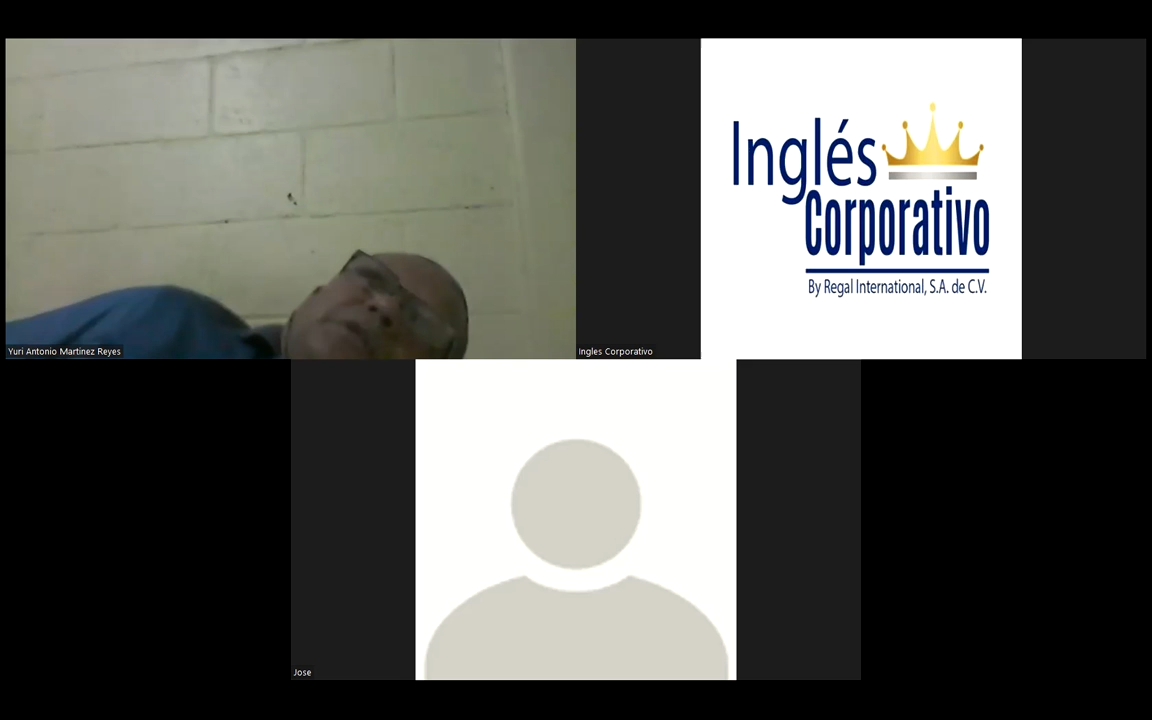 Inglés
Corporativo
By Regal International, S.A. de C.V.
Yuri Antonio Martinez Reyes
Ingles Corporativo
Jose